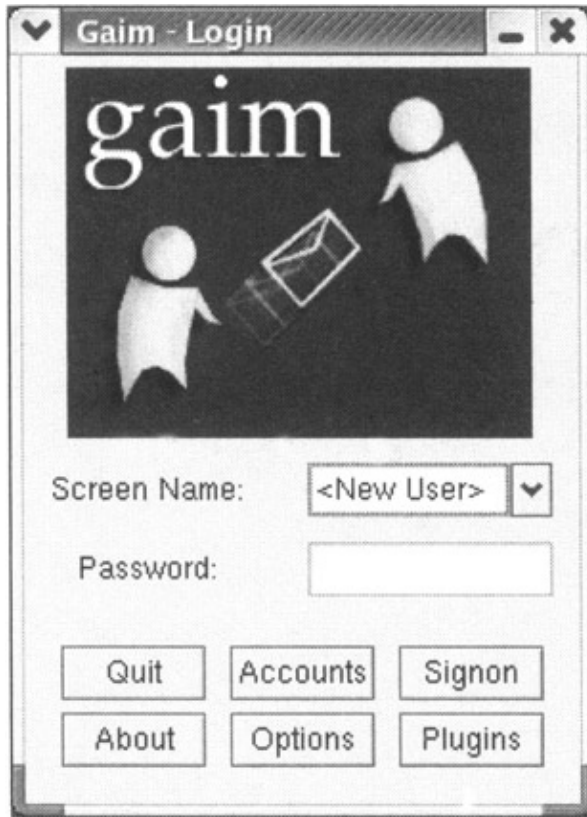 Gaim - Login
gaim
Screen Name: <New User>
Password:
Quit Accounts Signon
About Options Plugins